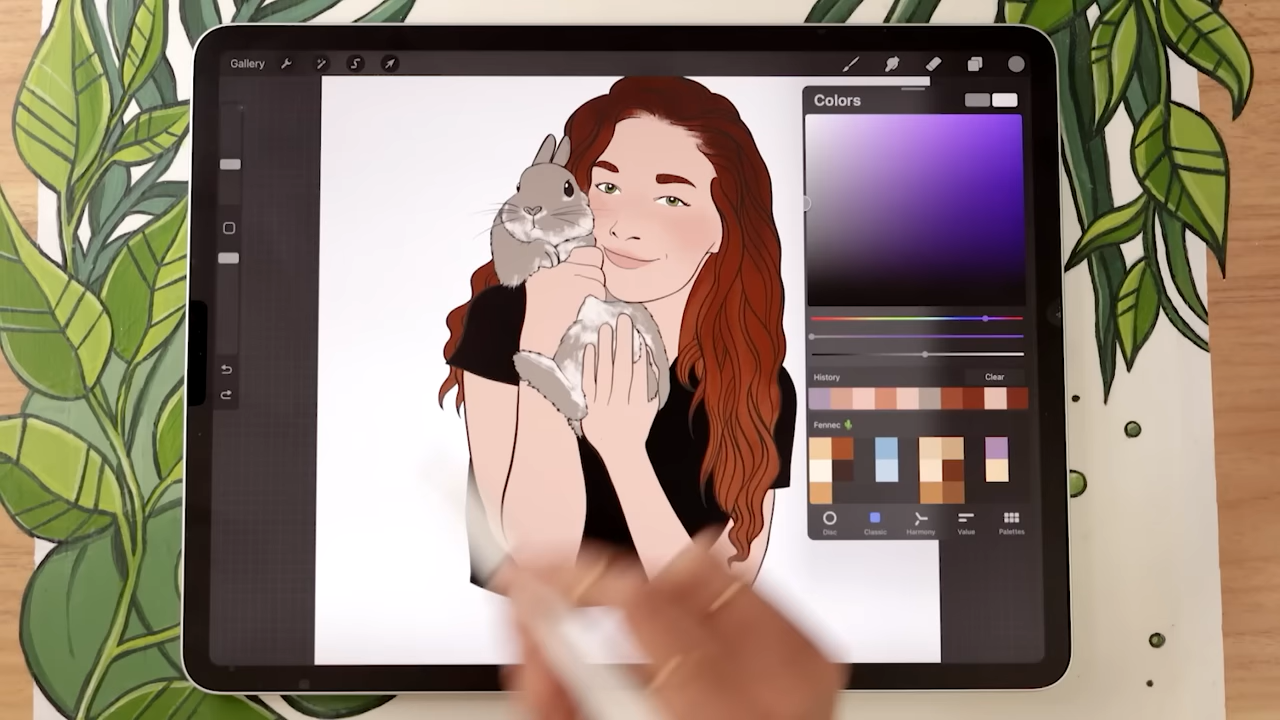 Gallery
Colors
History
Clear
Fennec
Disc
Classic
Harmony
Value
Palettes